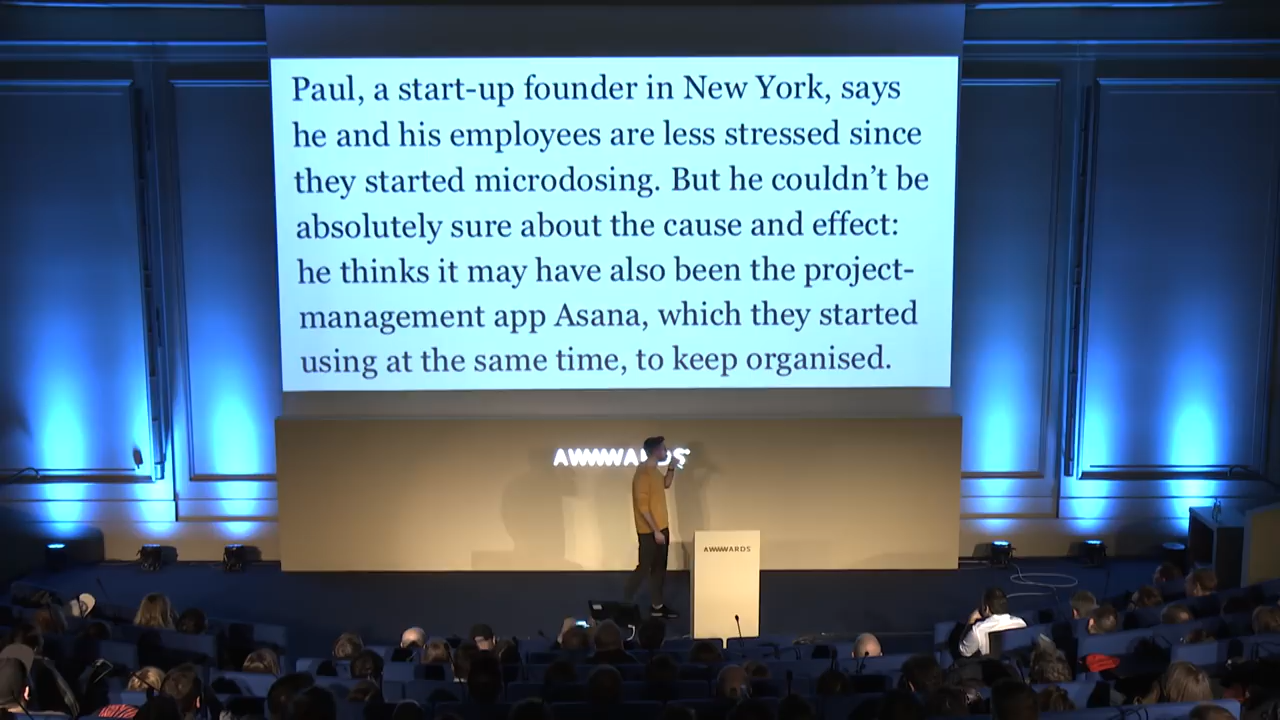 Paul, a start-up founder in New York, says
he and his employees are less stressed since
they started microdosing. But he couldn’t be
absolutely sure about the cause and effect:
he thinks it may have also been the project-
management app Asana, which they started
using at the same time, to keep organised.
AWWWARDS
AWWWARDS